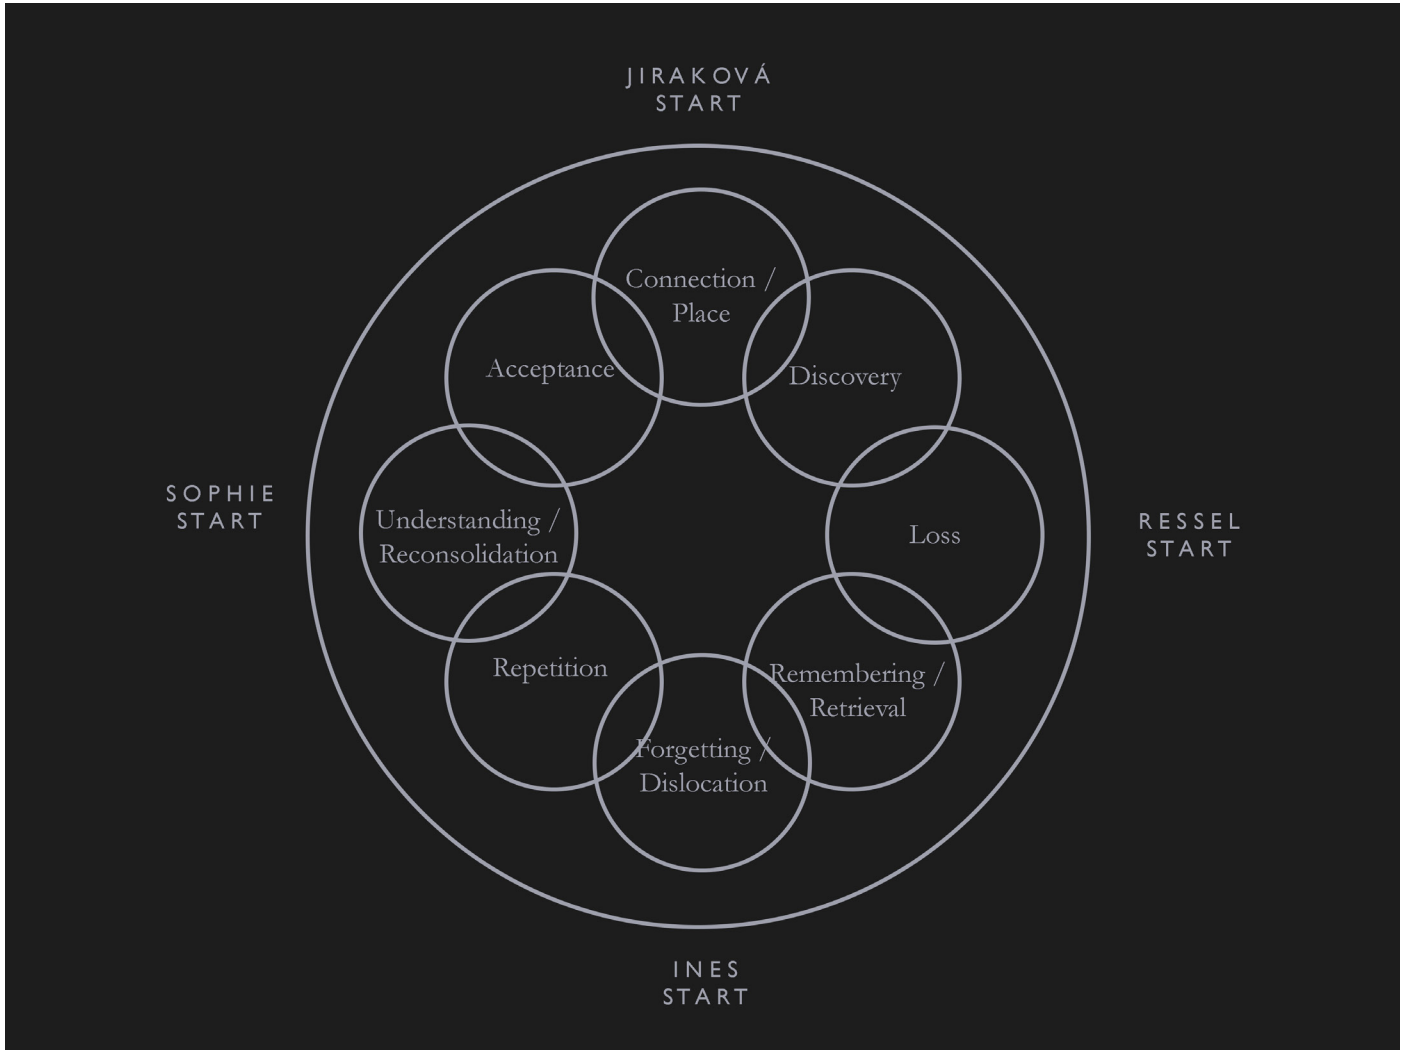 JIRAKOVÁ
START
Connection /
Place
Acceptance
Discovery
SOPHIE
START
Understanding /
Reconsolidation
Loss
RESSEL
START
Repetition
Remembering /
Retrieval
Forgetting /
Dislocation
INES
START